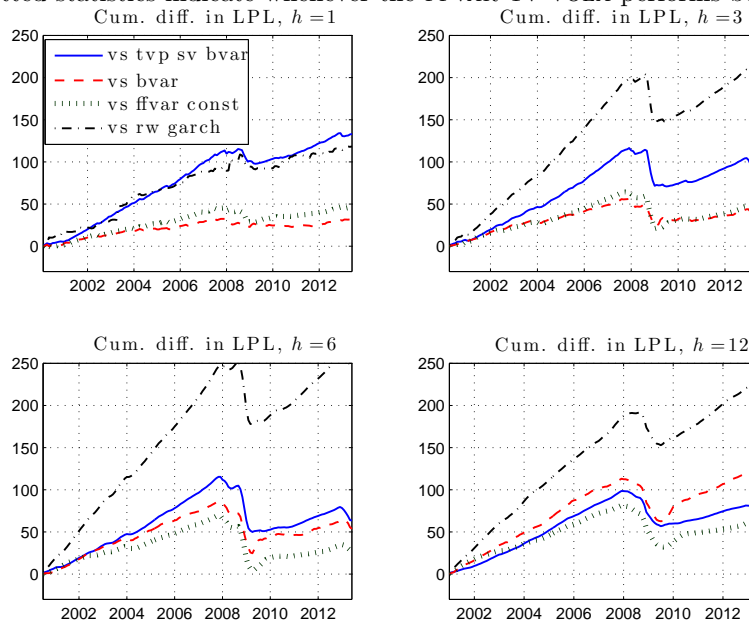 statistics indicate whenever the
Cum. diff. in LPL, h = 1
250
200
150
100
50
0
vs tvp sv bvar
vs bvar
vs ffvar const
vs rw garch
2002 2004 2006 2008 2010 2012
Cum. diff. in LPL, h = 3
250
200
150
100
50
0
2002 2004 2006 2008 2010 2012
Cum. diff. in LPL, h = 6
250
200
150
100
50
0
2002 2004 2006 2008 2010 2012
Cum. diff. in LPL, h = 12
250
200
150
100
50
0
2002 2004 2006 2008 2010 2012